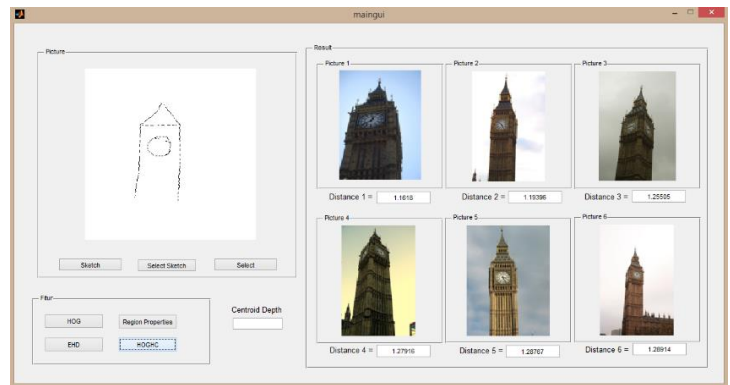 maingui
Picture
Sketch
Select Sketch
Select
Fitur
HOG
Region Properties
EHD
HOGHC
Centroid Depth
Result
Picture 1
Picture 2
Picture 3
Distance 1 = 1.1818
Distance 2 = 1.19396
Distance 3 = 1.25505
Picture 4
Picture 5
Picture 6
Distance 4 = 1.27916
Distance 5 = 1.28767
Distance 6 = 1.28914